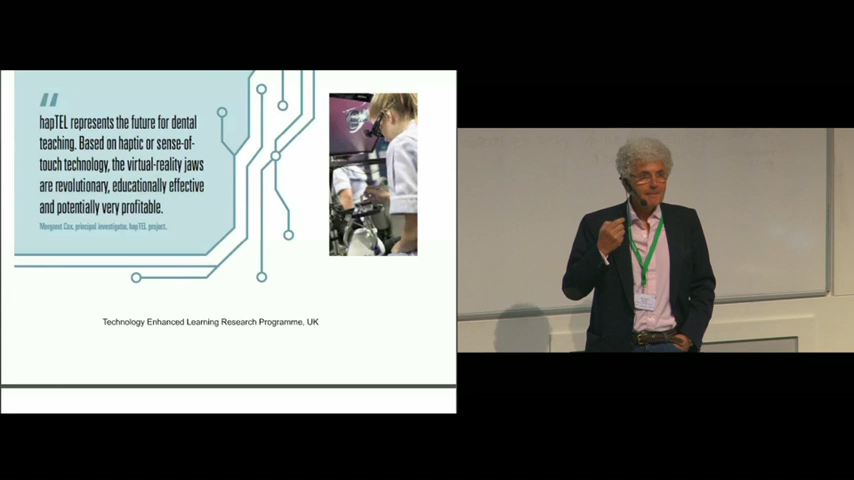 “
hapTEL represents the future for dental
teaching. Based on haptic or sense-of-
touch technology, the virtual-reality jaws
are revolutionary, educationally effective
and potentially very profitable.
Margaret Cox, principal investigator, hapTEL project.
Technology Enhanced Learning Research Programme, UK